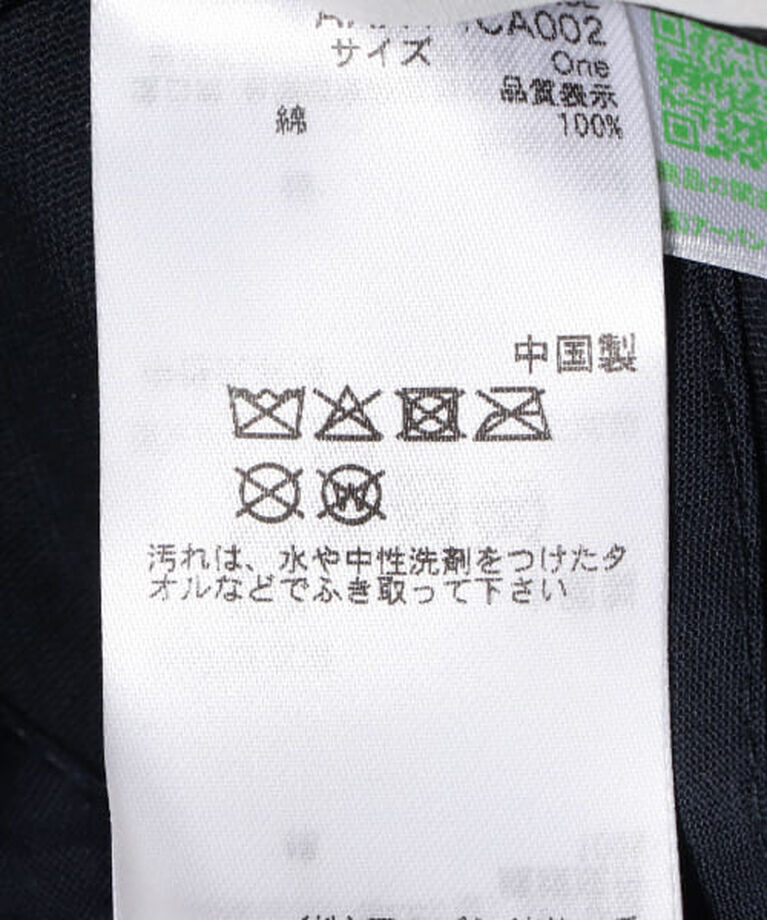 CA002
サイズ
One
品質表示
綿 100%
中国製
W
汚れは、水や中性洗剤をつけたタ
オルなどでふき取って下さい